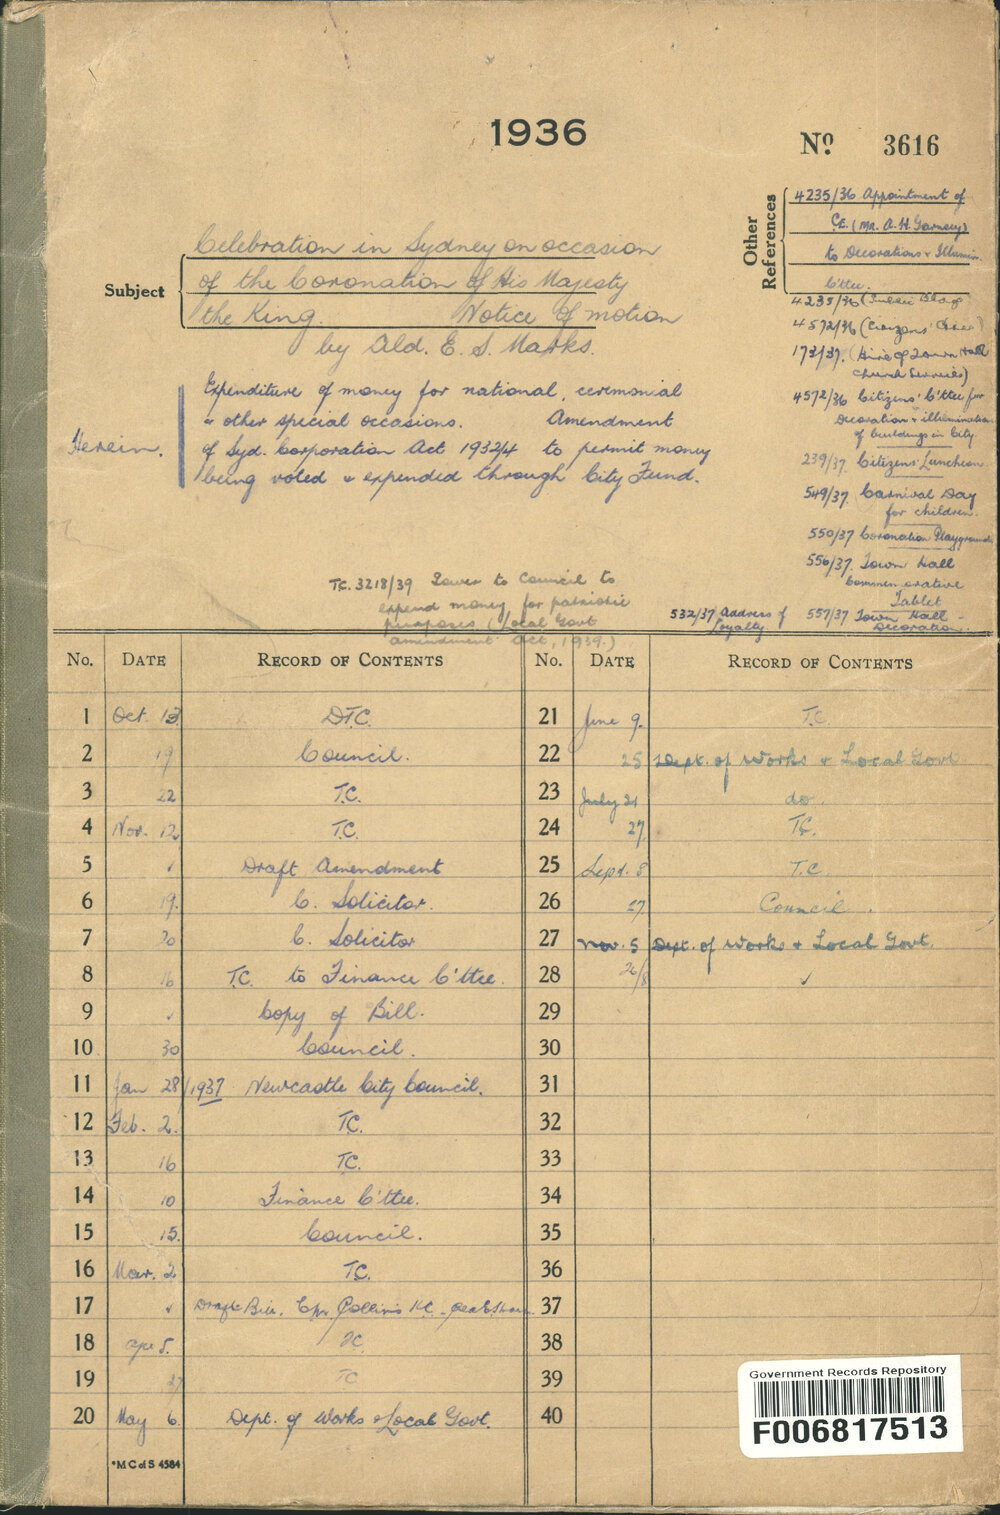 1936
Nº 3616
Other References
4235/36 Appointment of
C.E. (Mr. A. H. Garnsey)
to Decorations & Illumin.
C'ttee.
4235/36 (Public Blag
4572/36 (Citizens' C'ttee)
173/37. (Hire of Town Hall
Church Services)
4572/36 Citizens' C'ttee for
Decoration & illumination
of buildings in City
239/37. Citizens' Luncheon
549/37. Carnival Day
for children.
550/37 Coronation Playgrounds
556/37. Town Hall
Commemorative
Tablet
557/37 Town Hall
Decoration.
532/37 Address of
Loyalty
Subject
Celebration in Sydney on occasion
of the Coronation of His Majesty
the King. Notice of motion
by Ald. E. S. Marks.
Herein.
Expenditure of money for national, ceremonial
& other special occasions. Amendment
of Syd. Corporation Act 1932/4 to permit money
being voted & expended through City Fund.
T.C. 3218/39 Power to Council to
expend money for patriotic
purposes (Local Govt
amendment Act, 1939.)
No. DATE RECORD OF CONTENTS
1 Oct. 13 D.T.C.
2 19 Council.
3 22 T.C.
4 Nov. 12 T.C.
5 " Draft Amendment
6 19. C. Solicitor.
7 20 C. Solicitor
8 16 T.C. to Finance C'ttee.
9 " Copy of Bill.
10 30 Council.
11 Jan 28/1937 Newcastle City Council.
12 Feb. 2. T.C.
13 16 T.C.
14 10 Finance C'ttee.
15 15. Council.
16 Mar. 2 T.C.
17 " Draft Bill. Collins K.C.
18 Apr 5. T.C.
19 27 T.C.
20 May 6. Dept. of Works & Local Govt.
*M C of S 4584
No. DATE RECORD OF CONTENTS
21 June 9. T.C.
22 25 Dept. of Works & Local Govt
23 July 21 do.
24 27. T.C.
25 Sept. 8 T.C.
26 27 Council.
27 Nov. 5 Dept. of Works & Local Govt.
28 26/8 "
29
30
31
32
33
34
35
36
37
38
39
40
Government Records Repository
F006817513